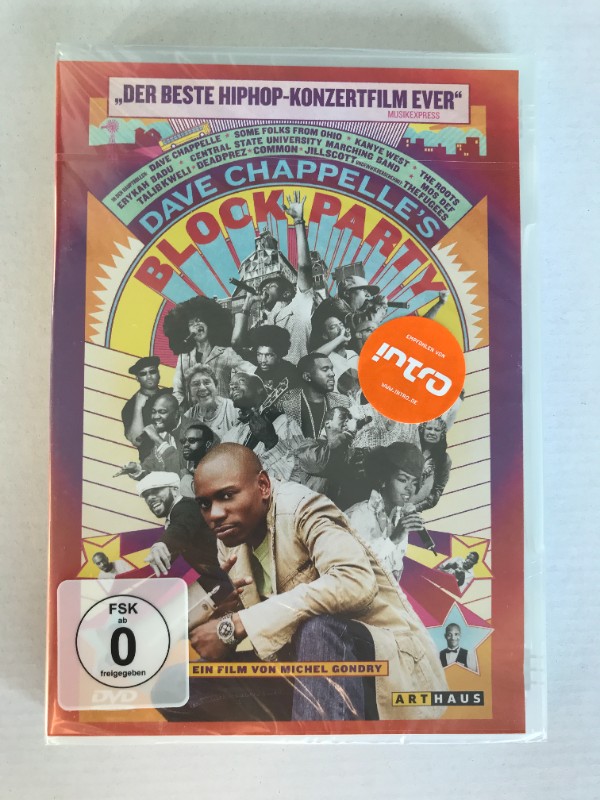 „DER BESTE HIPHOP-KONZERTFILM EVER“
MUSIKEXPRESS
DAVE CHAPPELLE • SOME FOLKS FROM OHIO • KANYE WEST • THE ROOTS
ERYKAH BADU • CENTRAL STATE UNIVERSITY MARCHING BAND • MOS DEF
TALIB KWELI • DEADPREZ • COMMON • JILL SCOTT THE FUGEES
DAVE CHAPPELLE'S
BLOCK PARTY
EMPFOHLEN VON
intro
WWW.INTRO.DE
FSK
ab
0
freigegeben
DVD
EIN FILM VON MICHEL GONDRY
ARTHAUS